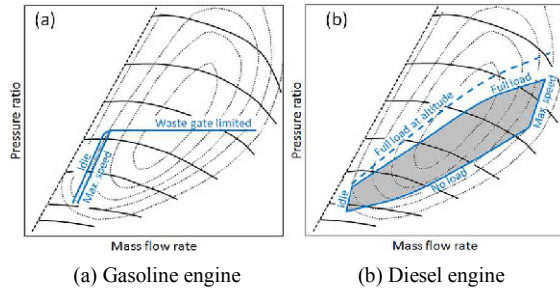 (a)
Pressure ratio
Waste gate limited
Idle
Max. speed
Mass flow rate
(a) Gasoline engine
(b)
Pressure ratio
Full load at altitude
Full load
Max. speed
No load
Idle
Mass flow rate
(b) Diesel engine